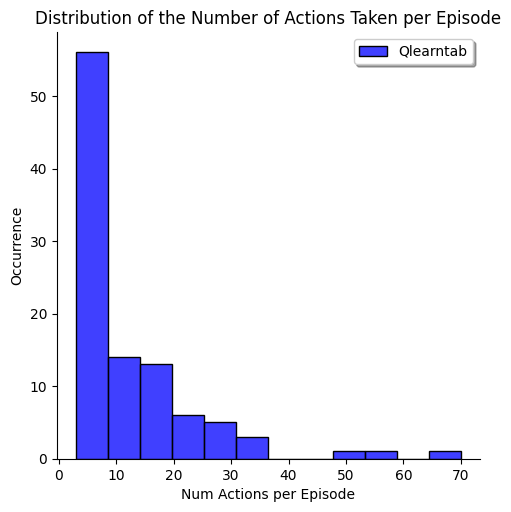 Distribution of the Number of Actions Taken per Episode
Qlearntab
50
40
30
20
10
0
Occurrence
0 10 20 30 40 50 60 70
Num Actions per Episode